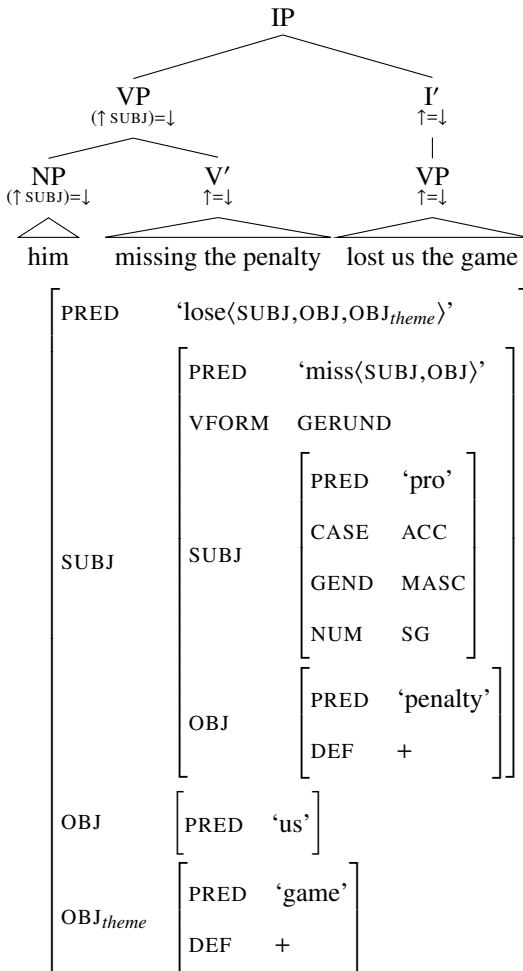 IP
VP I′
(↑ SUBJ)=↓ ↑=↓
NP V′ VP
(↑ SUBJ)=↓ ↑=↓ ↑=↓
him missing the penalty lost us the game
PRED ‘lose⟨SUBJ,OBJ,OBJtheme⟩’
PRED ‘miss⟨SUBJ,OBJ⟩’
VFORM GERUND
PRED ‘pro’
CASE ACC
SUBJ SUBJ
GEND MASC
NUM SG
PRED ‘penalty’
OBJ
DEF +
OBJ PRED ‘us’
PRED ‘game’
OBJtheme
DEF +